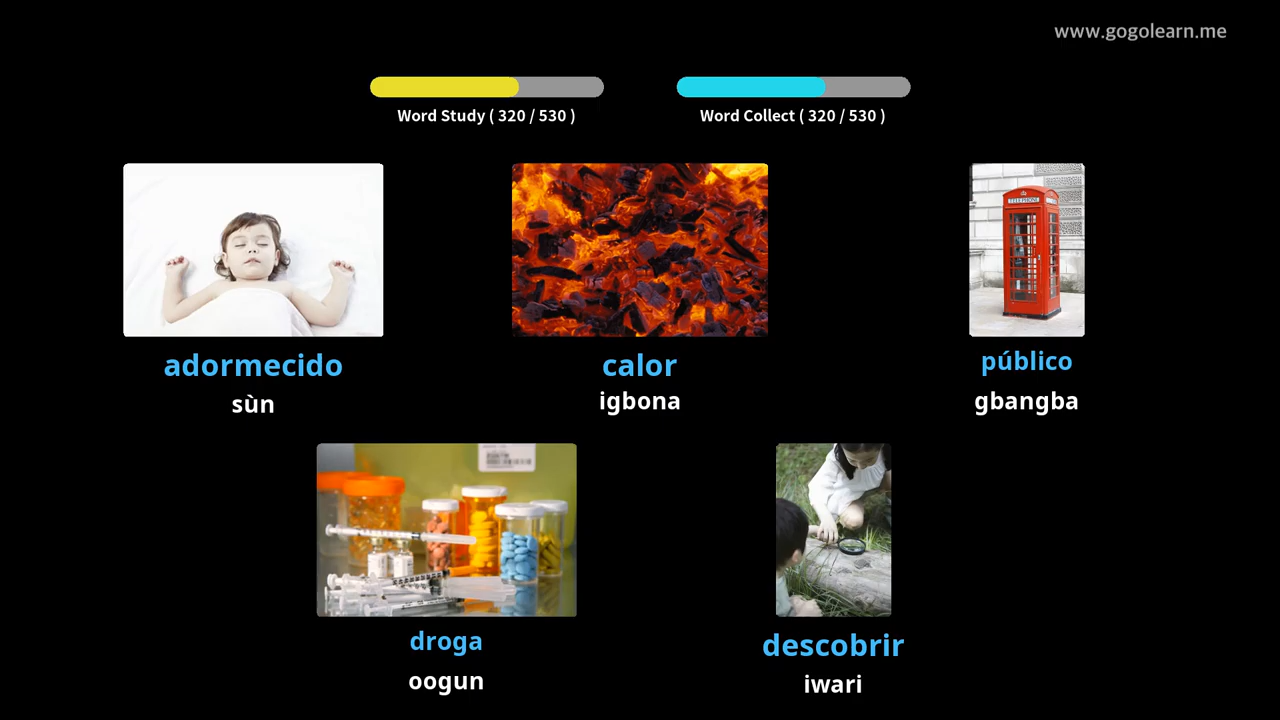 www.gogolearn.me
Word Study ( 320 / 530 )
Word Collect ( 320 / 530 )
TELEPHONE
adormecido
sùn
calor
igbona
público
gbangba
droga
oogun
descobrir
iwari